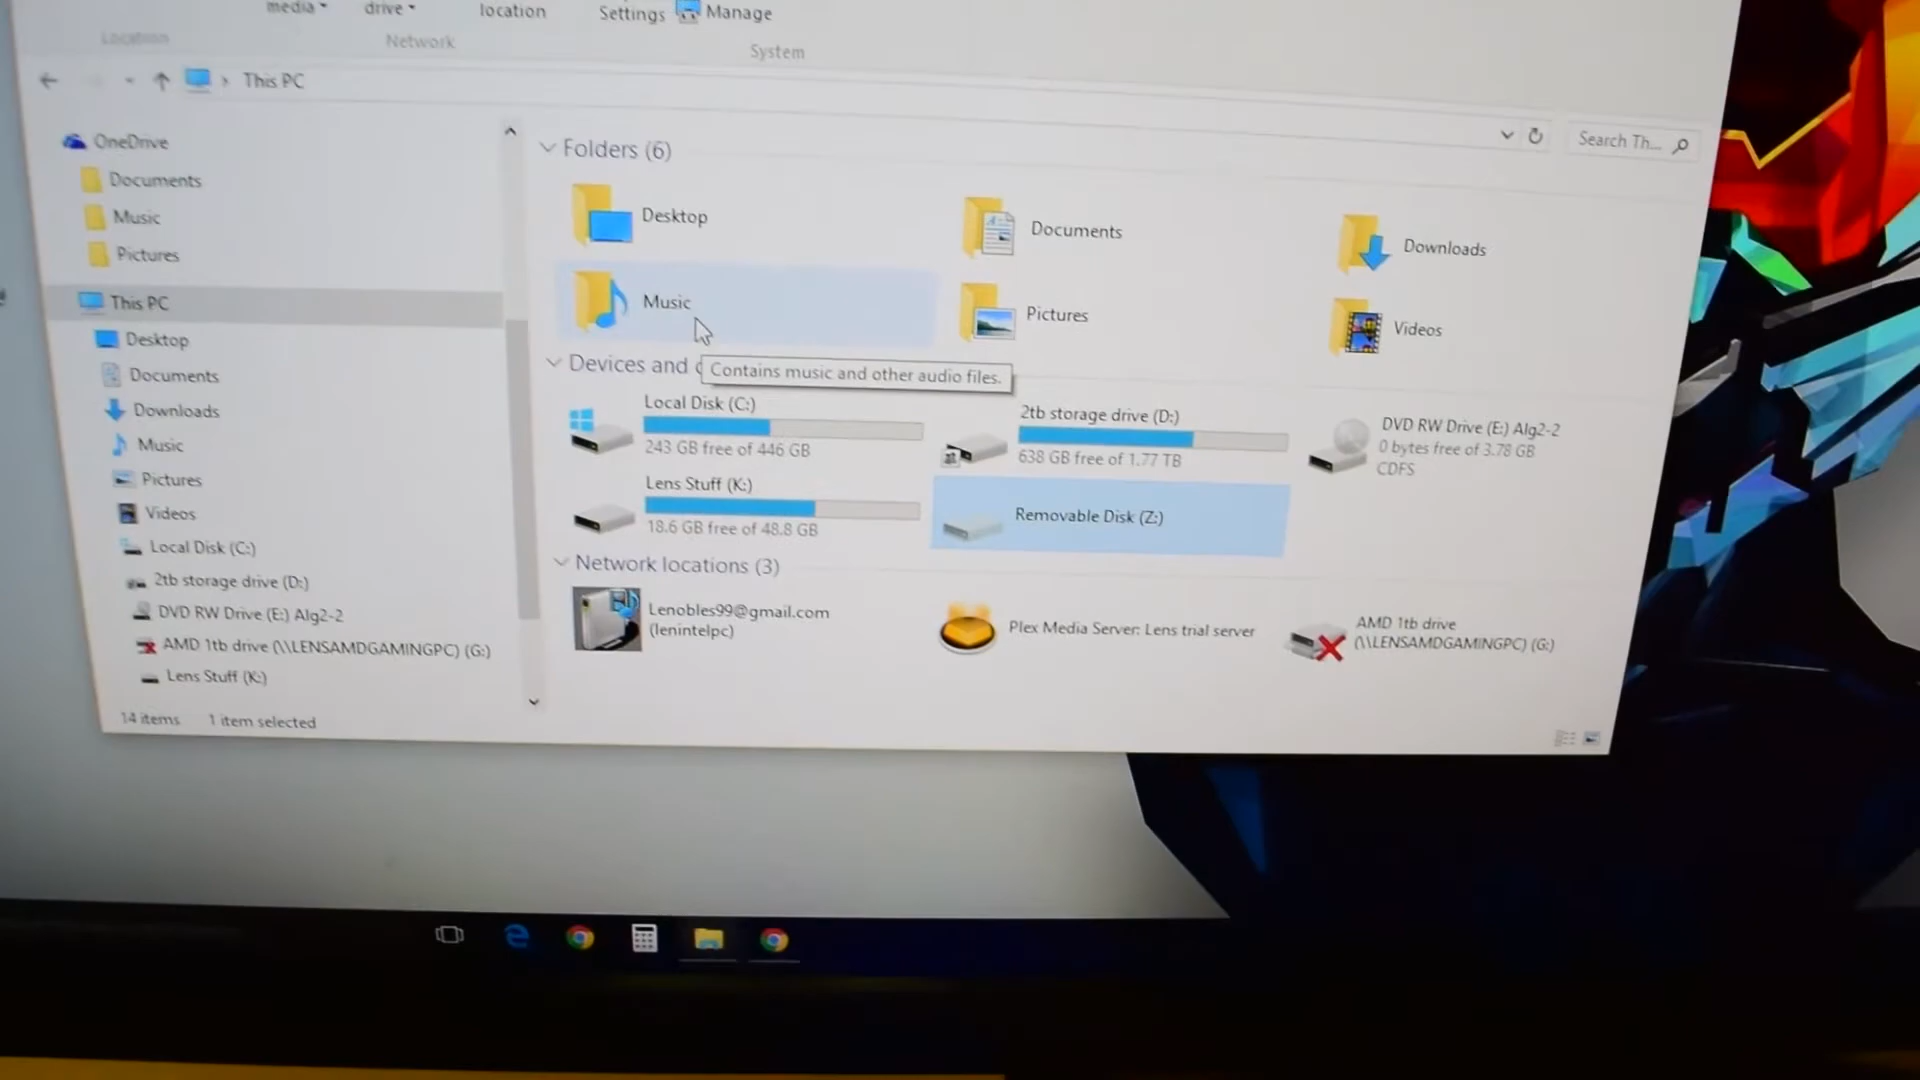 media
drive
location
Settings
Manage
Location
Network
System
This PC
Search Th...
OneDrive
Documents
Music
Pictures
This PC
Desktop
Documents
Downloads
Music
Pictures
Videos
Local Disk (C:)
2tb storage drive (D:)
DVD RW Drive (E:) Alg2-2
AMD 1tb drive (\\LENSAMDGAMINGPC) (G:)
Lens Stuff (K:)
14 items 1 item selected
Folders (6)
Desktop
Documents
Downloads
Music
Pictures
Videos
Devices and
Contains music and other audio files.
Local Disk (C:)
243 GB free of 446 GB
2tb storage drive (D:)
638 GB free of 1.77 TB
DVD RW Drive (E:) Alg2-2
0 bytes free of 3.78 GB
CDFS
Lens Stuff (K:)
18.6 GB free of 48.8 GB
Removable Disk (Z:)
Network locations (3)
Lenobles99@gmail.com
(lenintelpc)
Plex Media Server: Lens trial server
AMD 1tb drive
(\\LENSAMDGAMINGPC) (G:)